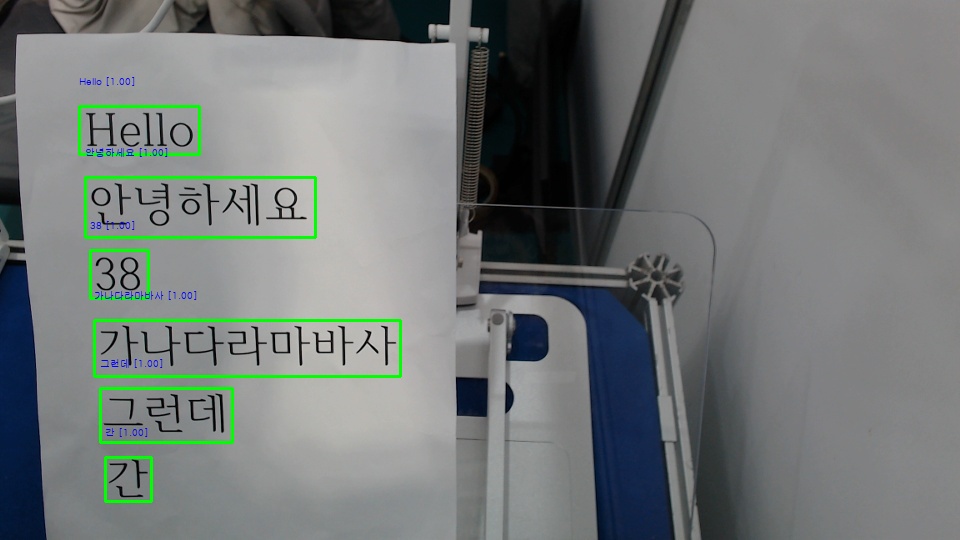 Hello [1.00]
Hello
안녕하세요 [1.00]
안녕하세요
38 [1.00]
38
가나다라마바사 [1.00]
가나다라마바사
그런데 [1.00]
그런데
간 [1.00]
간